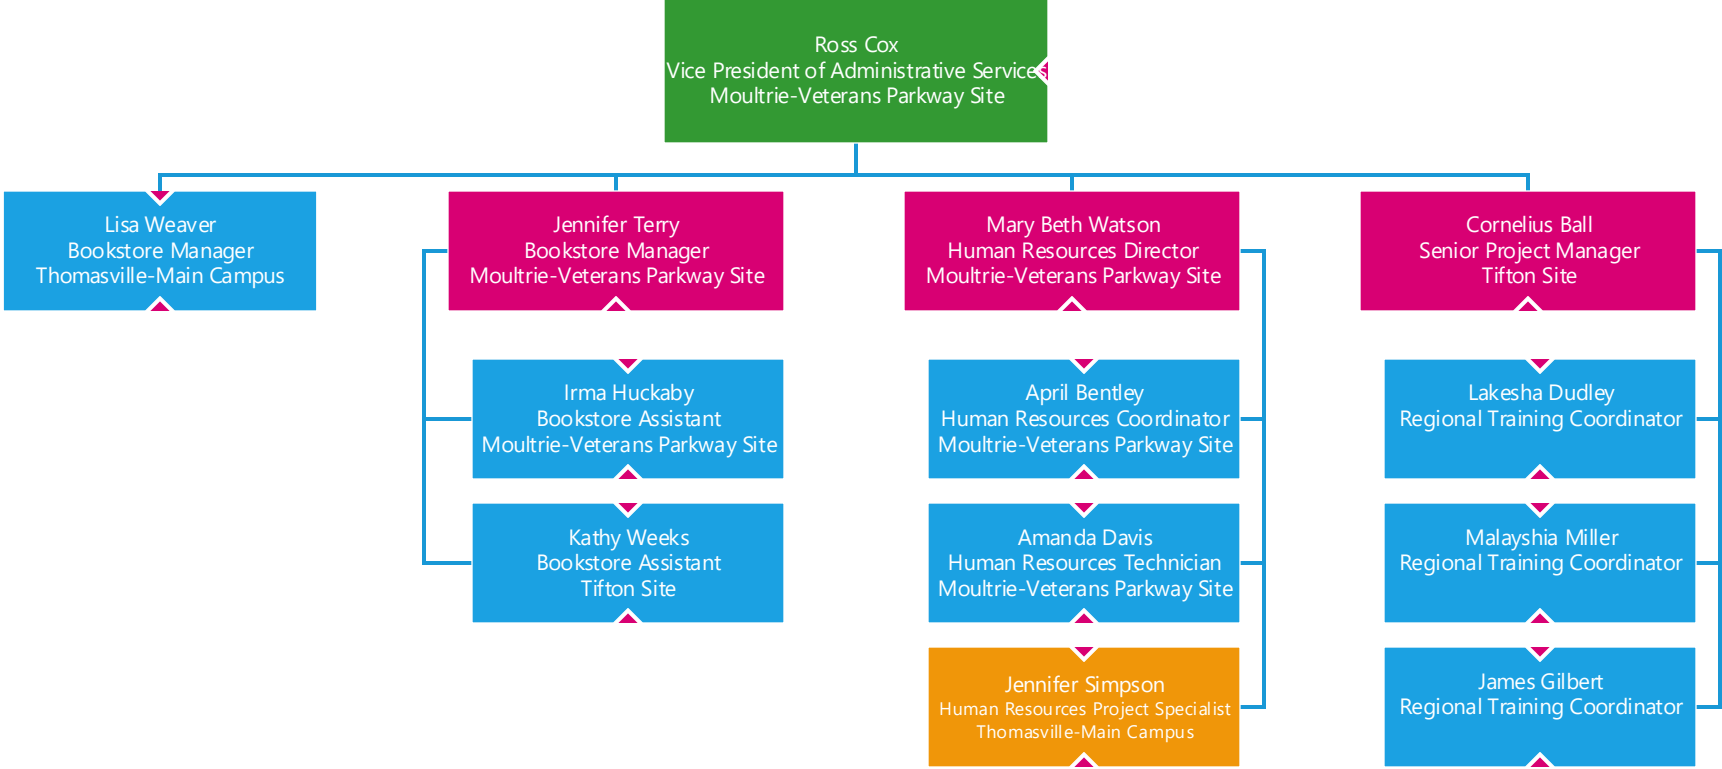 Ross Cox
Vice President of Administrative Services
Moultrie-Veterans Parkway Site
Lisa Weaver
Bookstore Manager
Thomasville-Main Campus
Jennifer Terry
Bookstore Manager
Moultrie-Veterans Parkway Site
Mary Beth Watson
Human Resources Director
Moultrie-Veterans Parkway Site
Cornelius Ball
Senior Project Manager
Tifton Site
Irma Huckaby
Bookstore Assistant
Moultrie-Veterans Parkway Site
April Bentley
Human Resources Coordinator
Moultrie-Veterans Parkway Site
Lakesha Dudley
Regional Training Coordinator
Kathy Weeks
Bookstore Assistant
Tifton Site
Amanda Davis
Human Resources Technician
Moultrie-Veterans Parkway Site
Malayshia Miller
Regional Training Coordinator
Jennifer Simpson
Human Resources Project Specialist
Thomasville-Main Campus
James Gilbert
Regional Training Coordinator